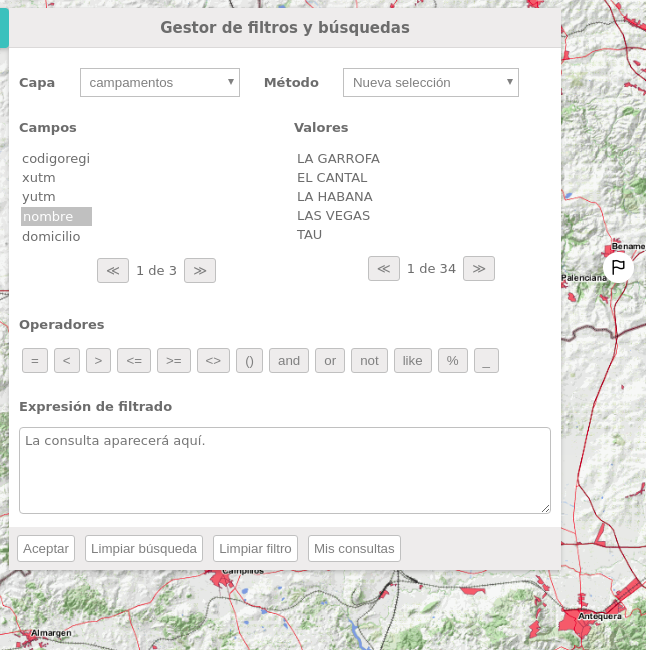 Gestor de filtros y búsquedas
Capa campamentos Método Nueva selección
Campos
codigoregi
xutm
yutm
nombre
domicilio
≪ 1 de 3 ≫
Valores
LA GARROFA
EL CANTAL
LA HABANA
LAS VEGAS
TAU
≪ 1 de 34 ≫
Operadores
= < > <= >= <> () and or not like % _
Expresión de filtrado
La consulta aparecerá aquí.
Aceptar Limpiar búsqueda Limpiar filtro Mis consultas
Bename
Palenciana
Campillos
Antequera
Almargen